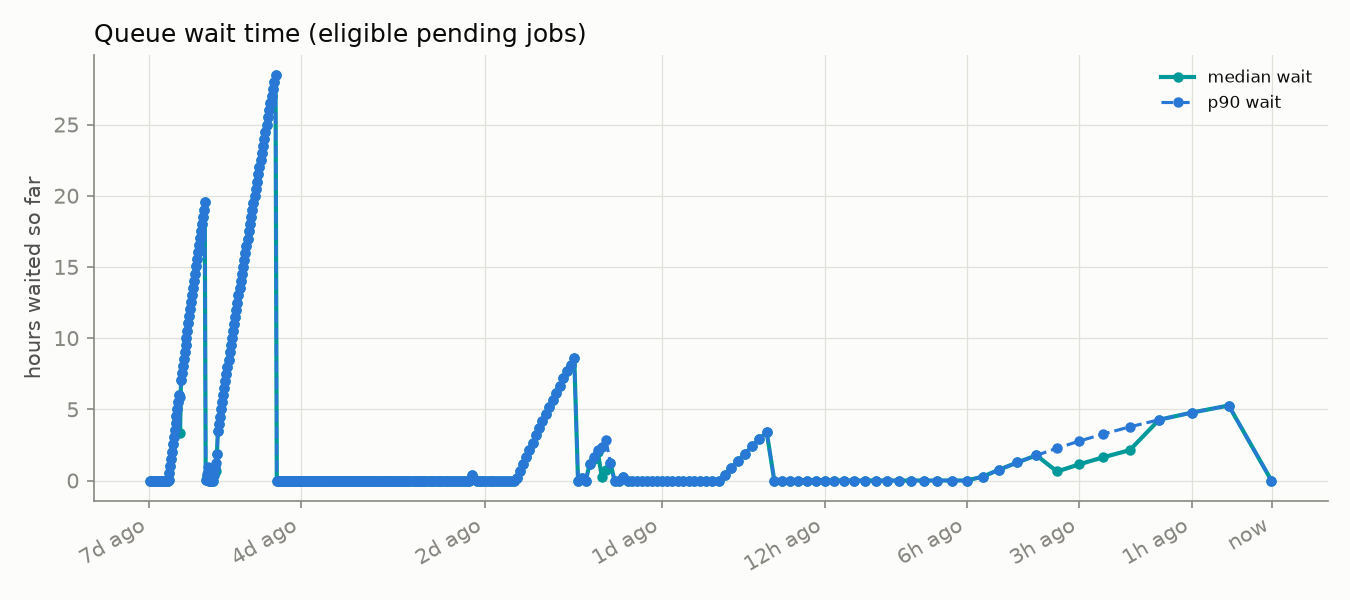 Queue wait time (eligible pending jobs)
median wait
p90 wait
hours waited so far
25
20
15
10
5
0
7d ago
4d ago
2d ago
1d ago
12h ago
6h ago
3h ago
1h ago
now